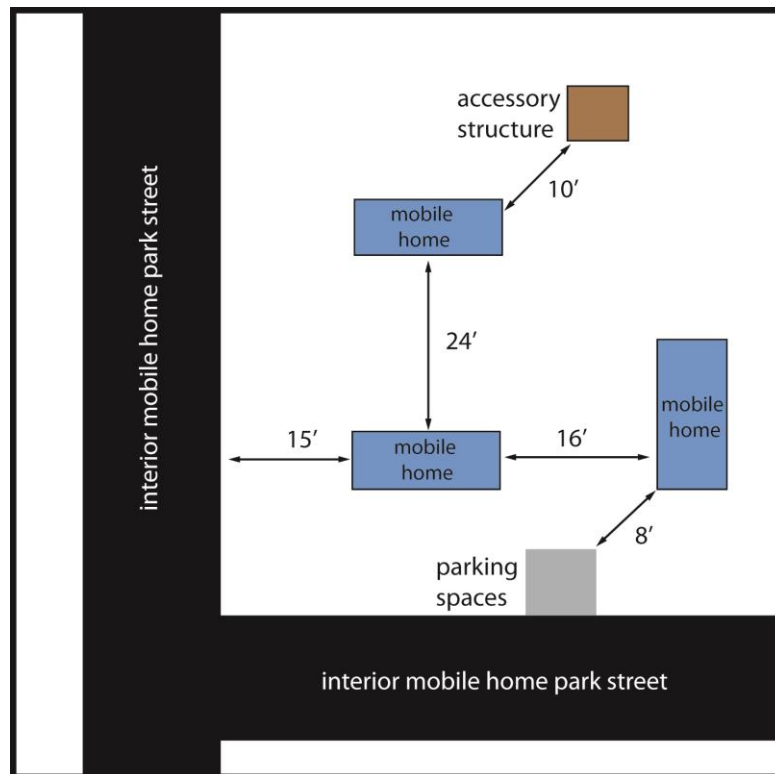 accessory
structure
10’
mobile
home
interior mobile home park street
24’
mobile
home
15’
mobile
home
16’
8’
parking
spaces
interior mobile home park street